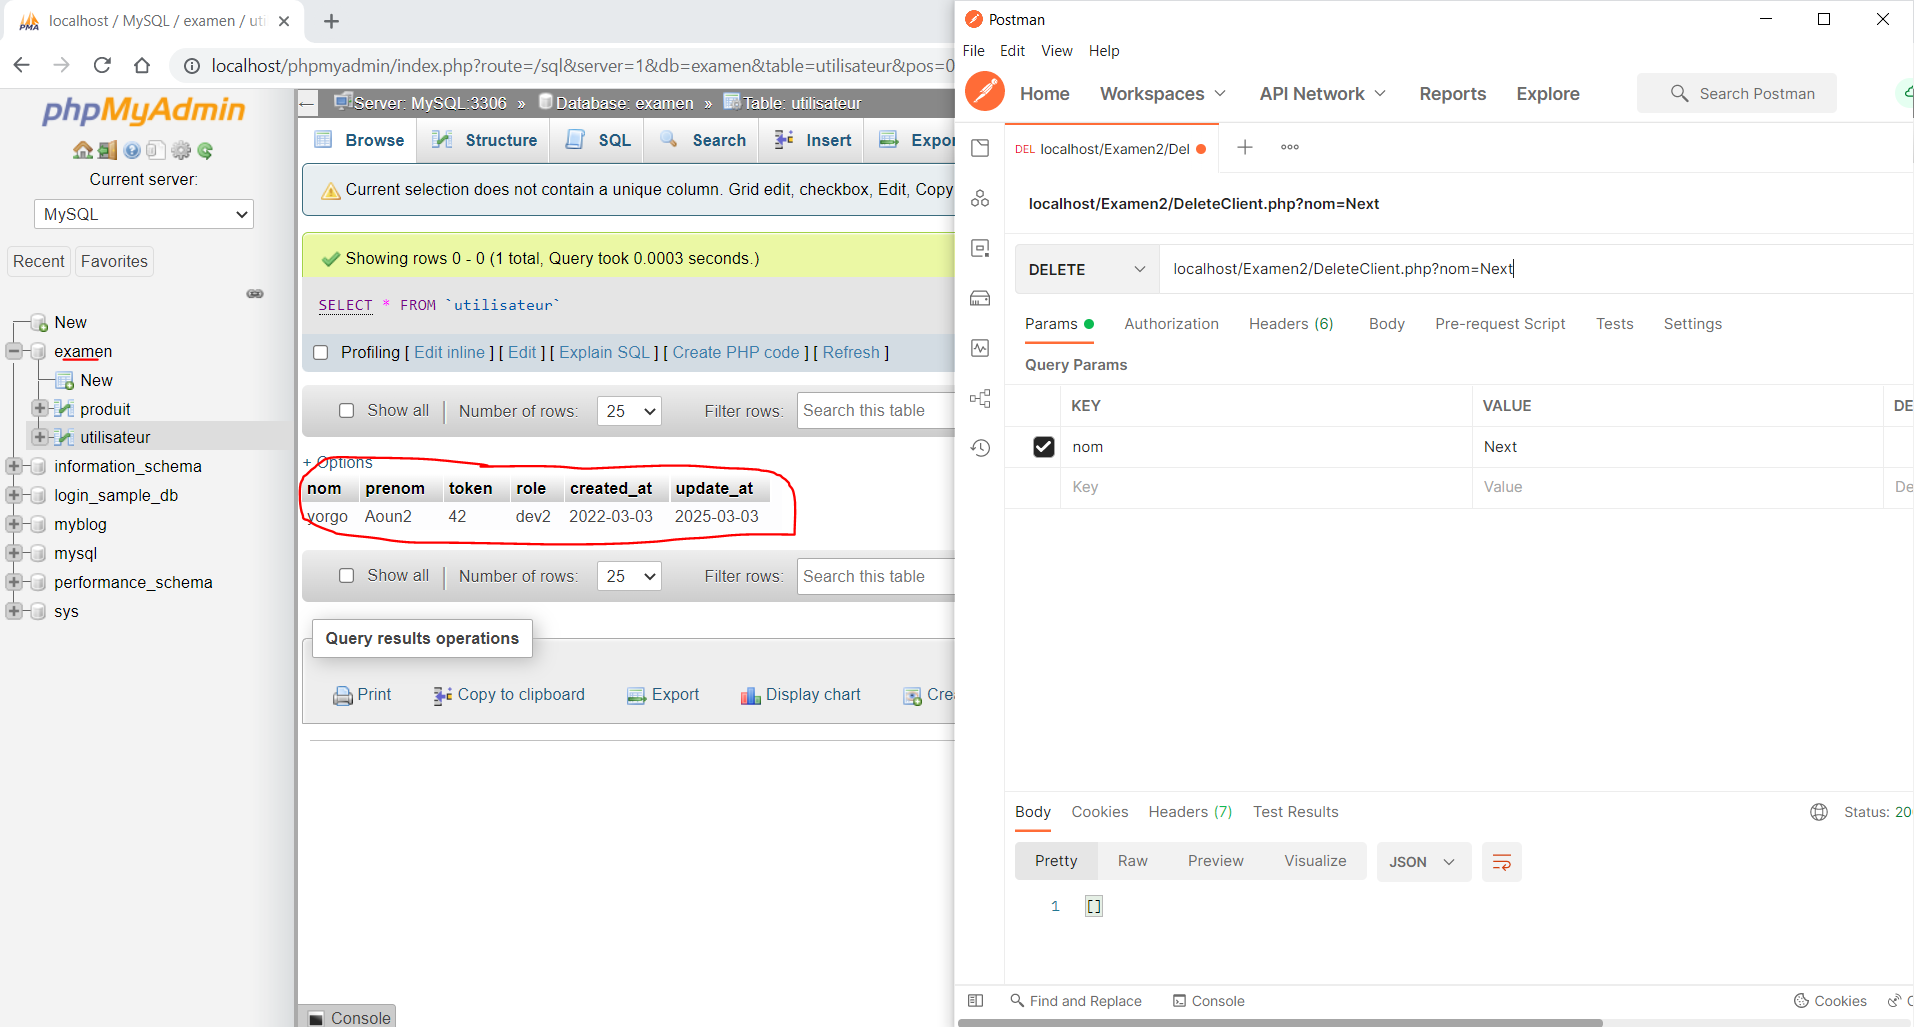 localhost / MySQL / examen / uti
localhost/phpmyadmin/index.php?route=/sql&server=1&db=examen&table=utilisateur&pos=0
phpMyAdmin
Current server:
MySQL
Recent
Favorites
New
examen
New
produit
utilisateur
information_schema
login_sample_db
myblog
mysql
performance_schema
sys
Server: MySQL:3306 » Database: examen » Table: utilisateur
Browse
Structure
SQL
Search
Insert
Expor
Current selection does not contain a unique column. Grid edit, checkbox, Edit, Copy
Showing rows 0 - 0 (1 total, Query took 0.0003 seconds.)
SELECT * FROM `utilisateur`
Profiling [ Edit inline ] [ Edit ] [ Explain SQL ] [ Create PHP code ] [ Refresh ]
Show all
Number of rows:
25
Filter rows:
Search this table
+ Options
nom prenom token role created_at update_at
yorgo Aoun2 42 dev2 2022-03-03 2025-03-03
Show all
Number of rows:
25
Filter rows:
Search this table
Query results operations
Print
Copy to clipboard
Export
Display chart
Crea
Console
Postman
File Edit View Help
Home
Workspaces
API Network
Reports
Explore
Search Postman
DEL localhost/Examen2/Del
localhost/Examen2/DeleteClient.php?nom=Next
DELETE
localhost/Examen2/DeleteClient.php?nom=Next
Params
Authorization
Headers (6)
Body
Pre-request Script
Tests
Settings
Query Params
KEY VALUE DE
nom Next
Key Value De
Body
Cookies
Headers (7)
Test Results
Status: 20
Pretty
Raw
Preview
Visualize
JSON
1 []
Find and Replace
Console
Cookies